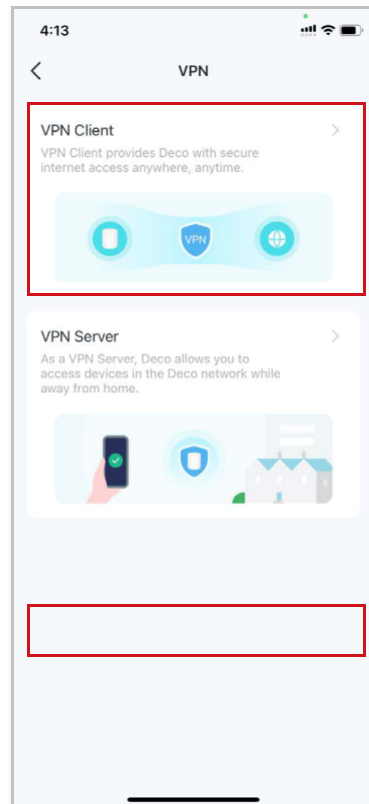 4:13
VPN
VPN Client
VPN Client provides Deco with secure
internet access anywhere, anytime.
VPN
VPN Server
As a VPN Server, Deco allows you to
access devices in the Deco network while
away from home.